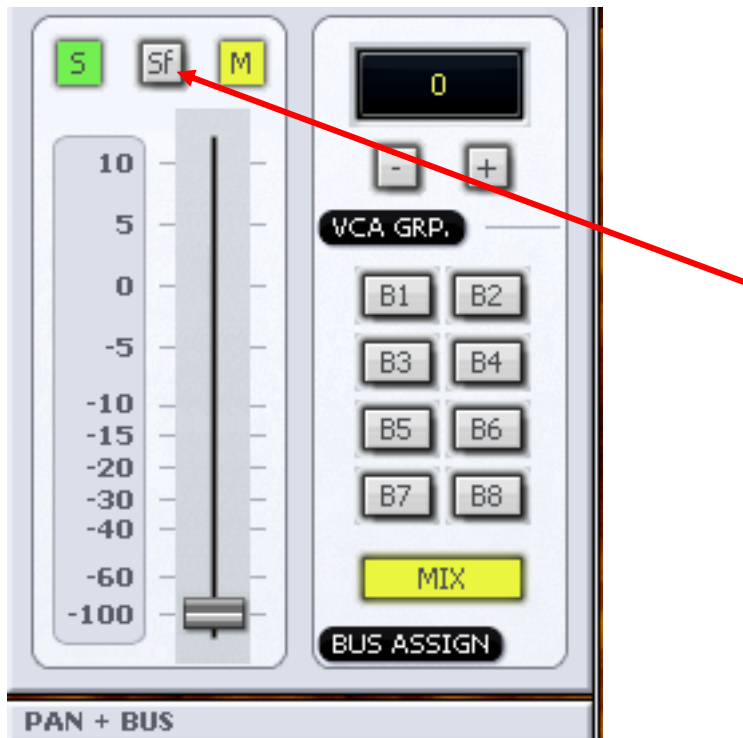 S Sf M
10
5
0
-5
-10
-15
-20
-30
-40
-60
-100
0
- +
VCA GRP.
B1 B2
B3 B4
B5 B6
B7 B8
MIX
BUS ASSIGN
PAN + BUS